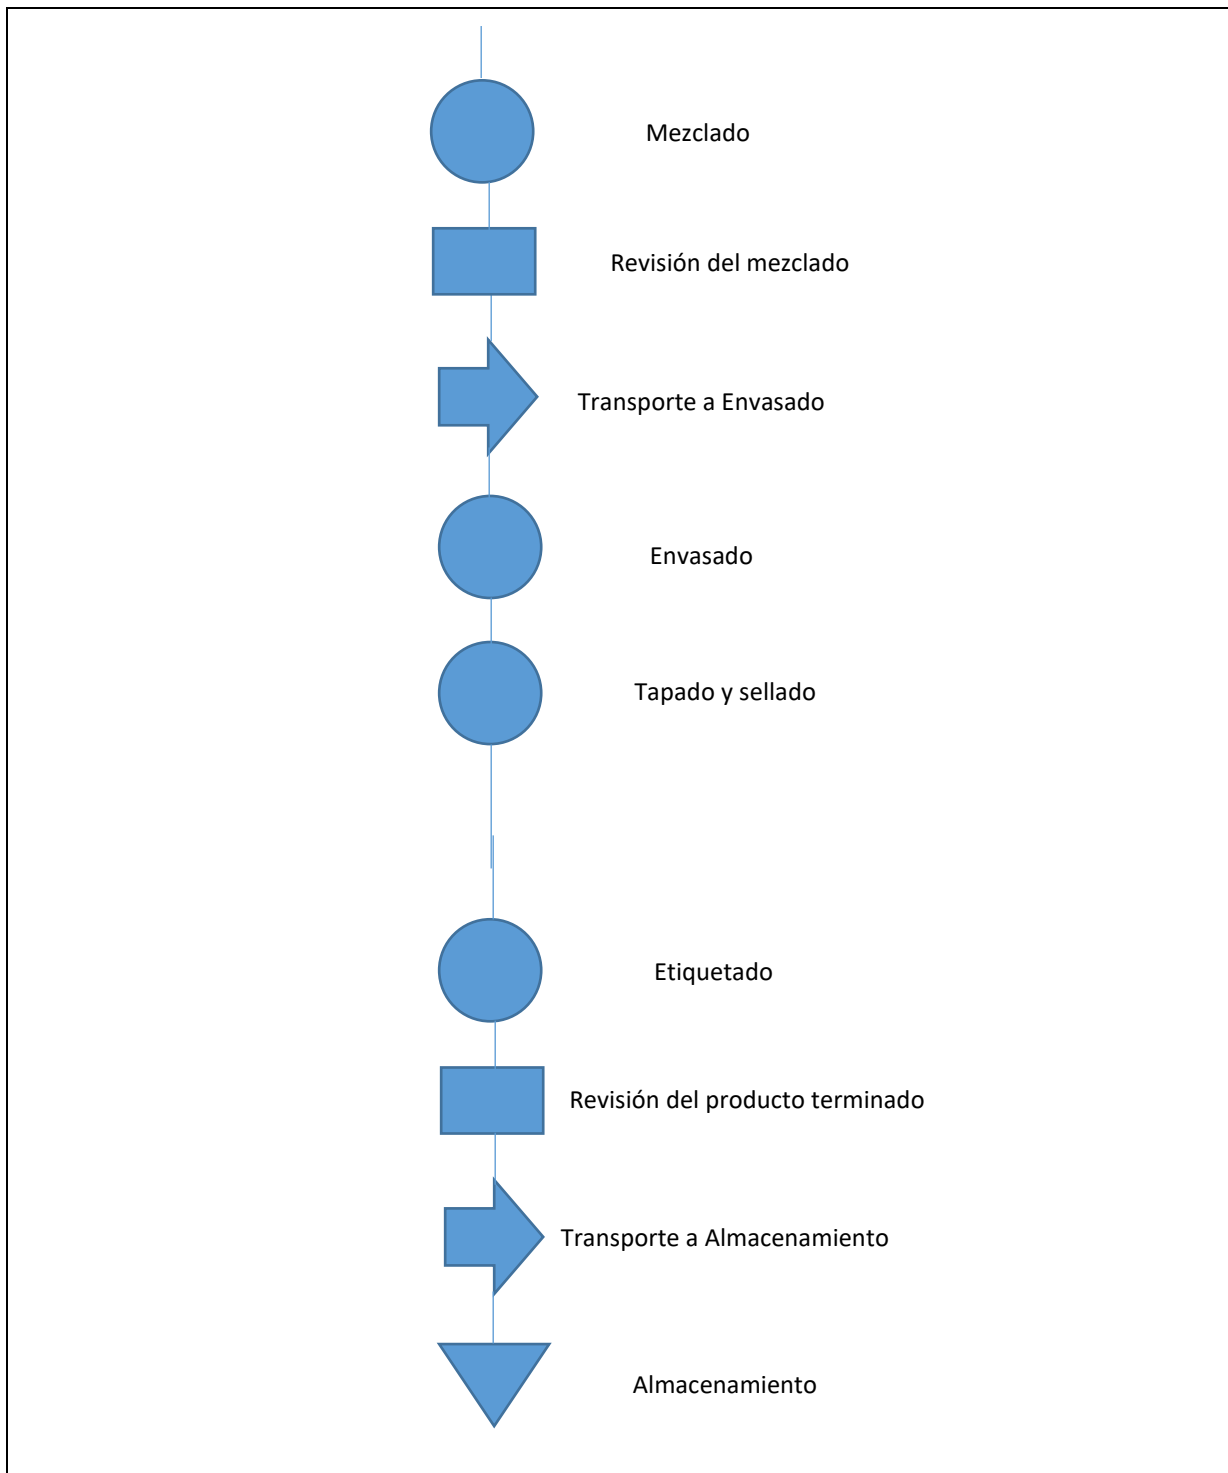 Mezclado
Revisión del mezclado
Transporte a Envasado
Envasado
Tapado y sellado
Etiquetado
Revisión del producto terminado
Transporte a Almacenamiento
Almacenamiento